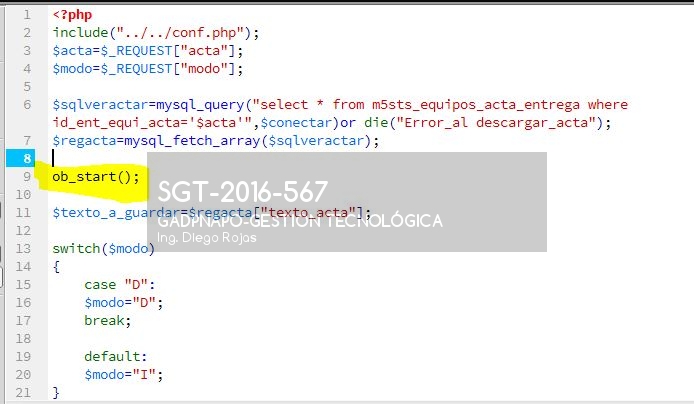 1 <?php
2 include("../../conf.php");
3 $acta=$_REQUEST["acta"];
4 $modo=$_REQUEST["modo"];
5
6 $sqlveractar=mysql_query("select * from m5sts_equipos_acta_entrega where
id_ent_equi_acta='$acta'",$conectar)or die("Error_al descargar_acta");
7 $regacta=mysql_fetch_array($sqlveractar);
8
9 ob_start();
SGT-2016-567
10
11 $texto_a_guardar=$regacta["texto_acta"];
GADPNAPO-GESTIÓN TECNOLÓGICA
Ing. Diego Rojas
12
13 switch($modo)
14 {
15 case "D":
16 $modo="D";
17 break;
18
19 default:
20 $modo="I";
21 }